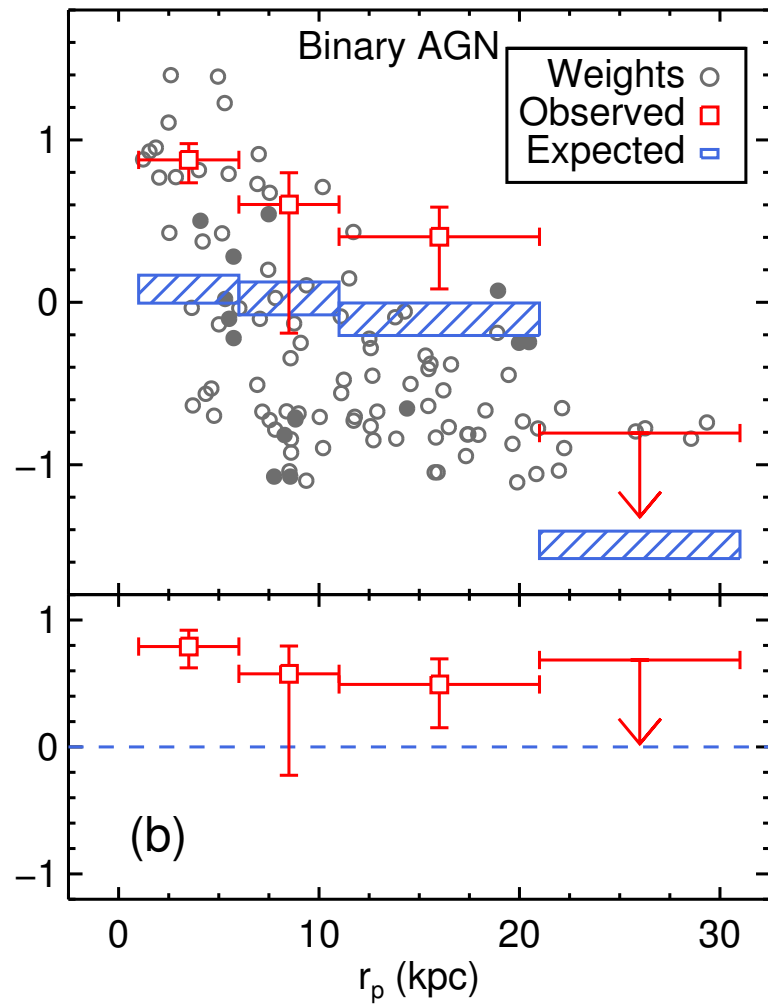 Binary AGN
Weights
Observed
Expected
1
0
−1
1
0
−1
(b)
0 10 20 30
r_p (kpc)